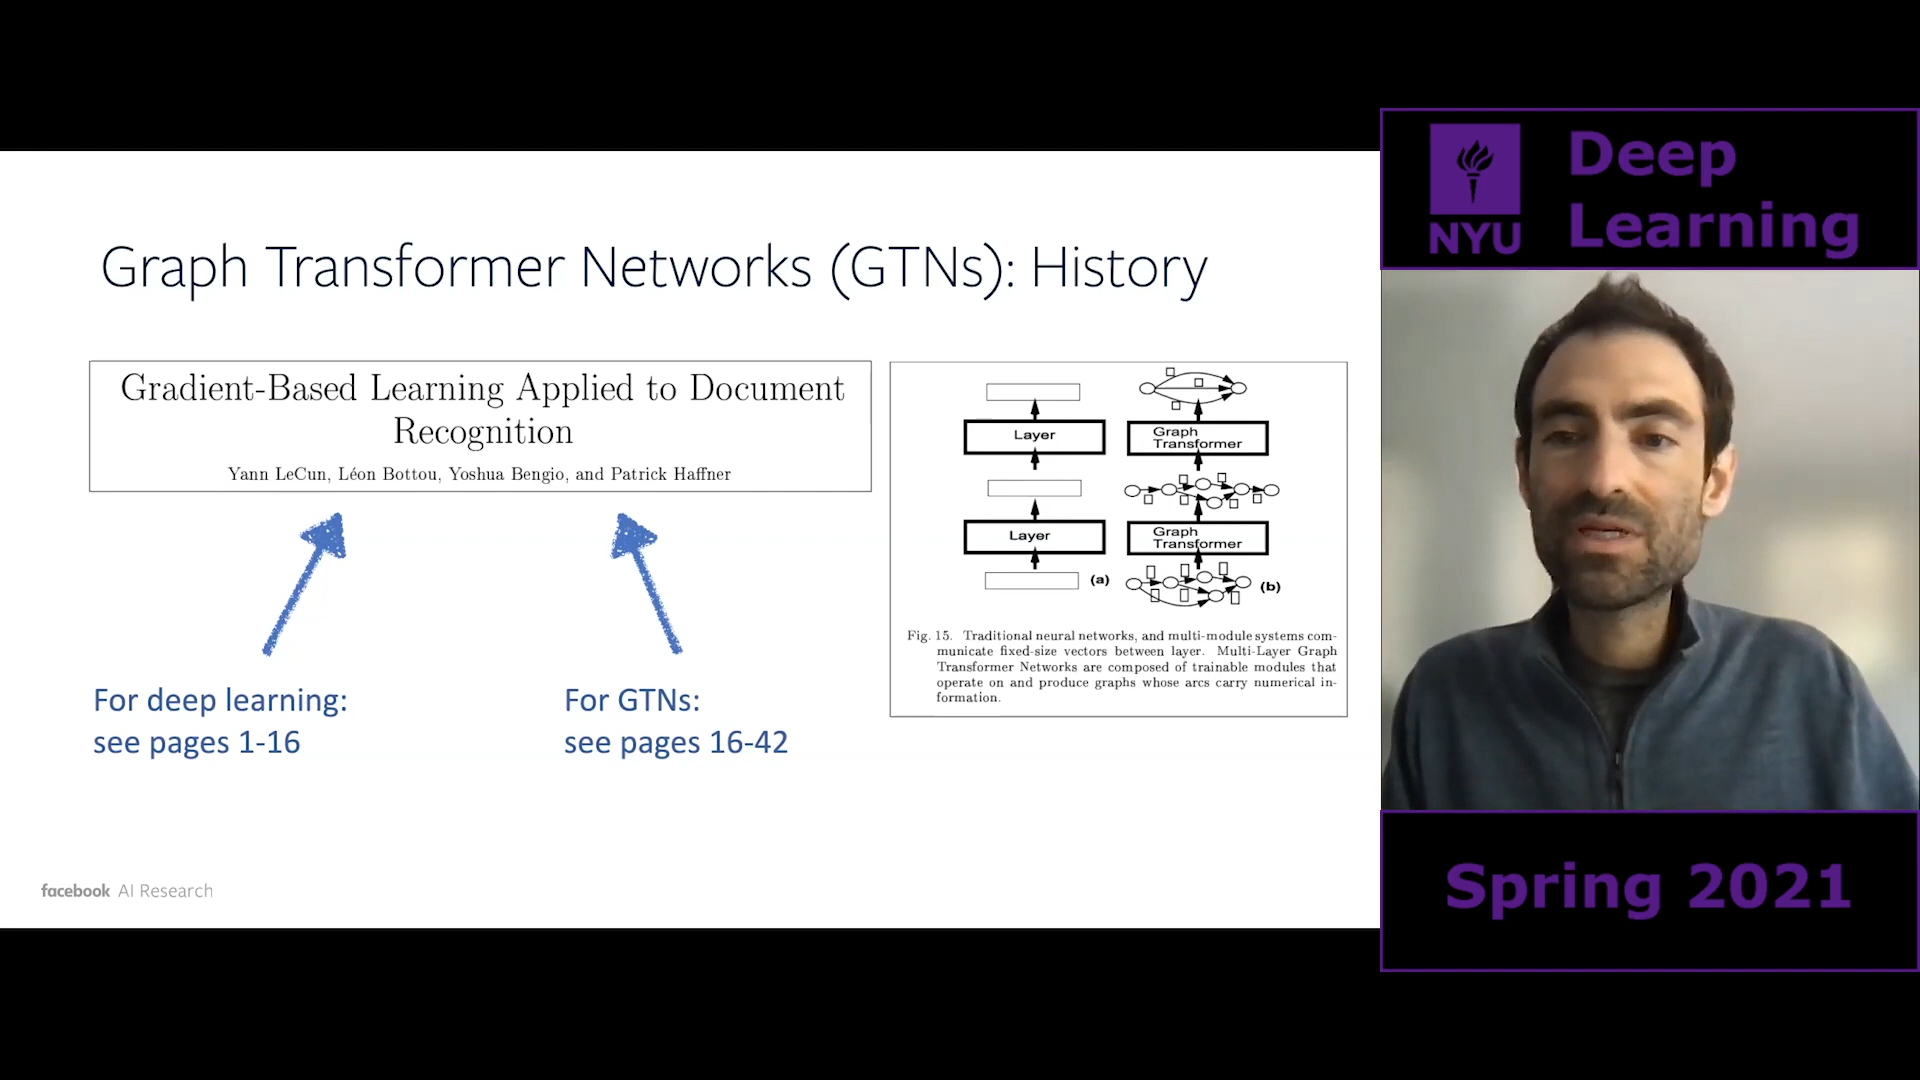 Graph Transformer Networks (GTNs): History
Gradient-Based Learning Applied to Document
Recognition
Yann LeCun, Léon Bottou, Yoshua Bengio, and Patrick Haffner
For deep learning:
see pages 1-16
For GTNs:
see pages 16-42
Layer
Layer
(a)
Graph
Transformer
Graph
Transformer
(b)
Fig. 15. Traditional neural networks, and multi-module systems com-
municate fixed-size vectors between layer. Multi-Layer Graph
Transformer Networks are composed of trainable modules that
operate on and produce graphs whose arcs carry numerical in-
formation.
facebook AI Research
NYU
Deep
Learning
Spring 2021